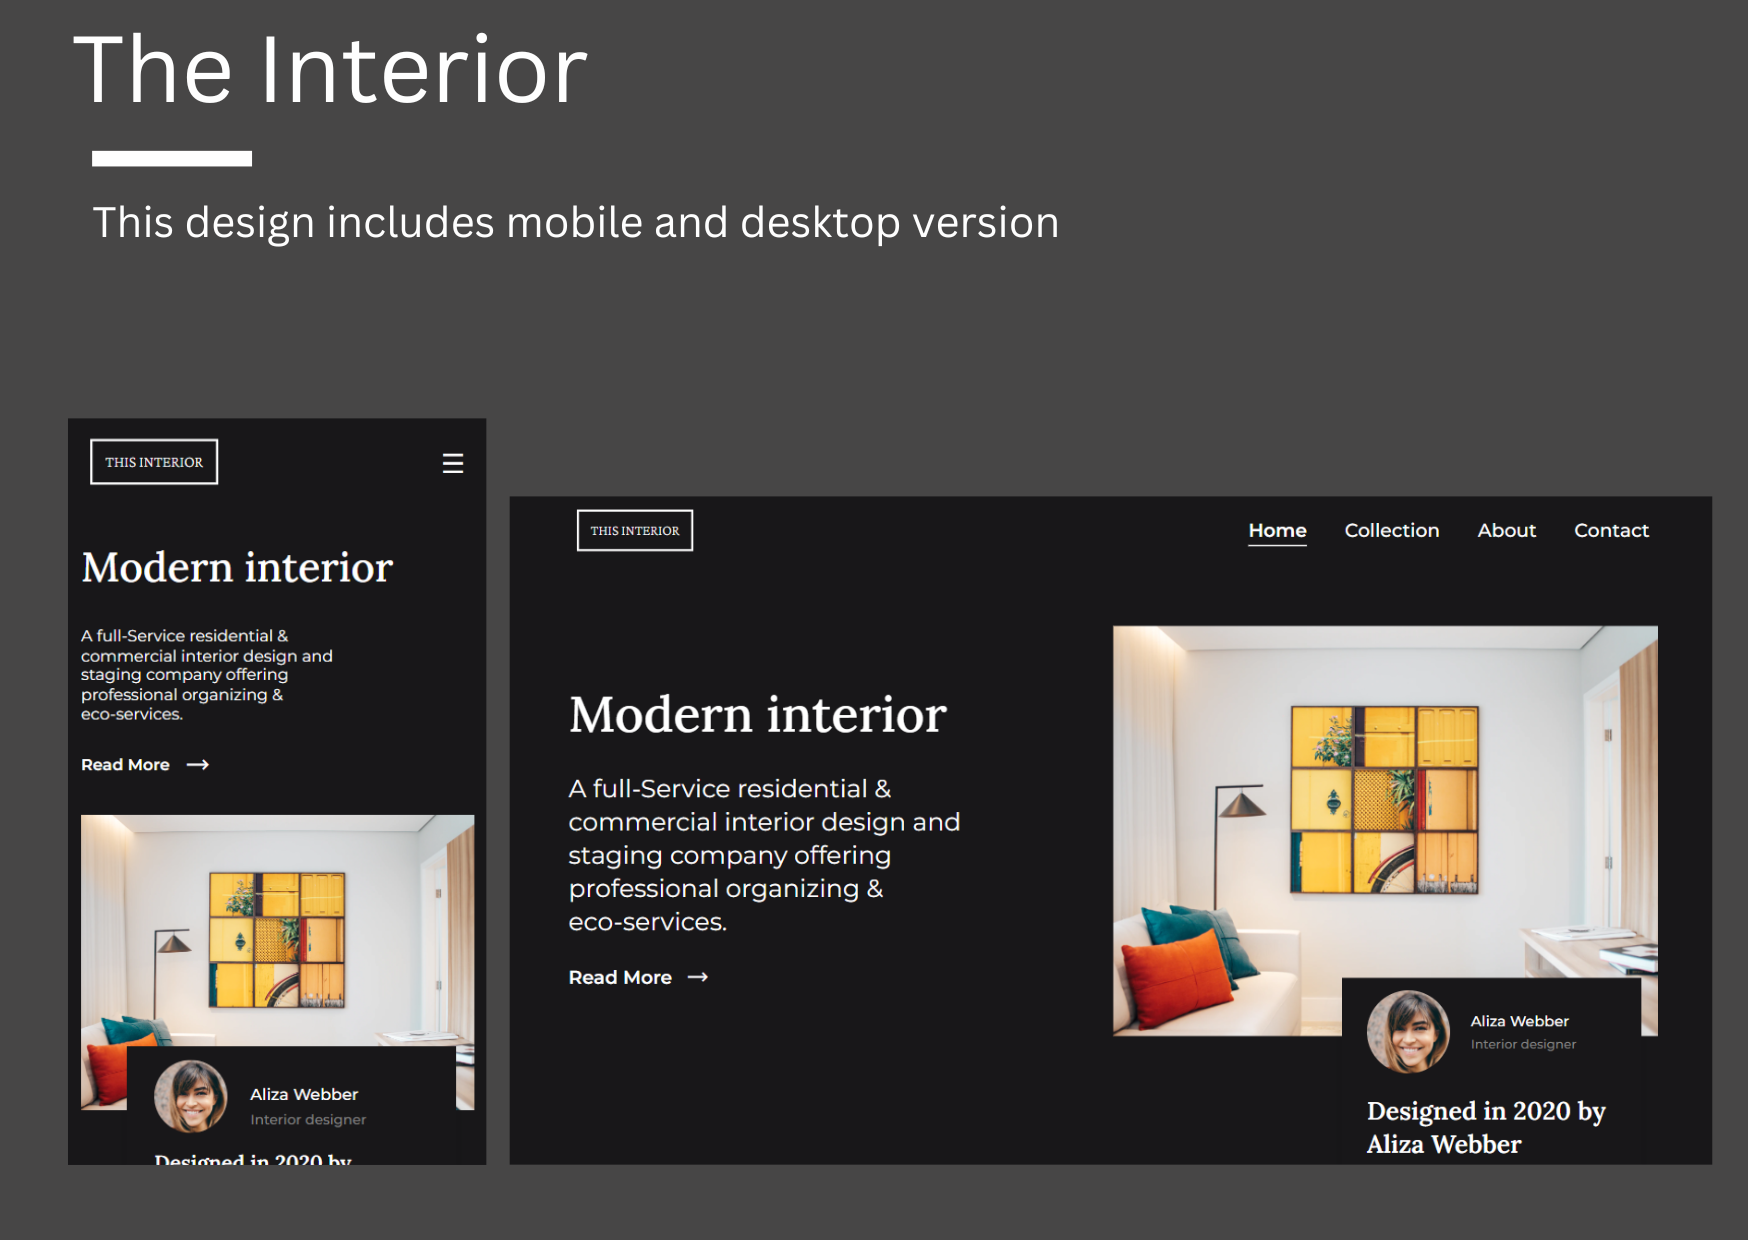 The Interior
This design includes mobile and desktop version
THIS INTERIOR
Modern interior
A full-Service residential &
commercial interior design and
staging company offering
professional organizing &
eco-services.
Read More
Aliza Webber
Interior designer
Designed in 2020 by
THIS INTERIOR
Home
Collection
About
Contact
Modern interior
A full-Service residential &
commercial interior design and
staging company offering
professional organizing &
eco-services.
Read More
Aliza Webber
Interior designer
Designed in 2020 by
Aliza Webber